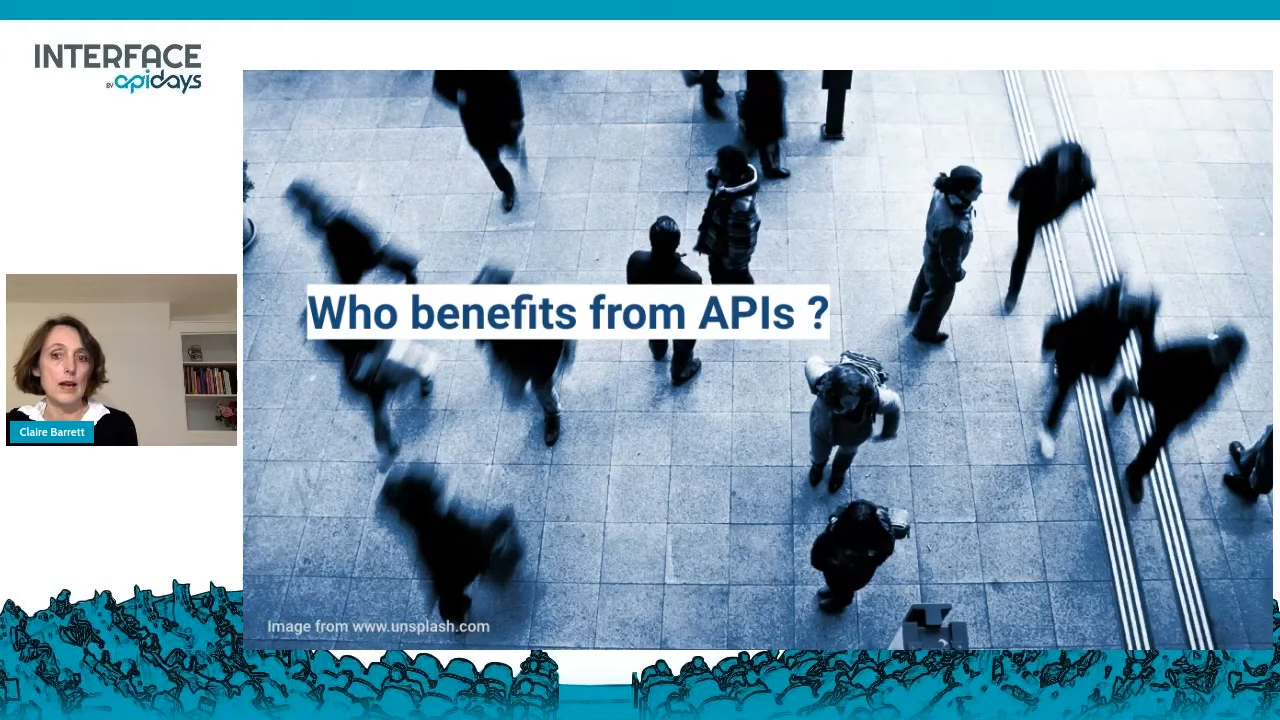 INTERFACE
BY apidays
Who benefits from APIs ?
Claire Barrett
Image from www.unsplash.com